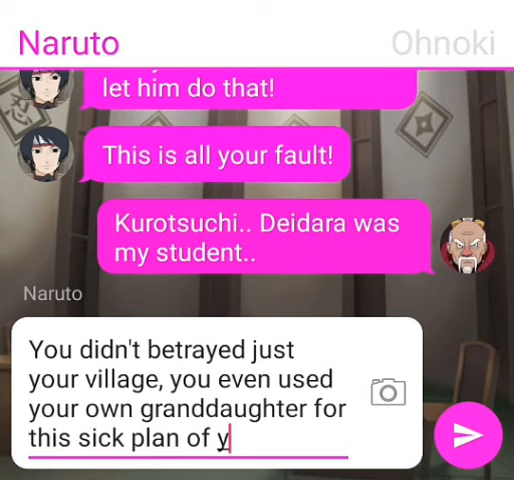 Naruto
Ohnoki
let him do that!
This is all your fault!
Kurotsuchi.. Deidara was
my student..
Naruto
You didn't betrayed just
your village, you even used
your own granddaughter for
this sick plan of y